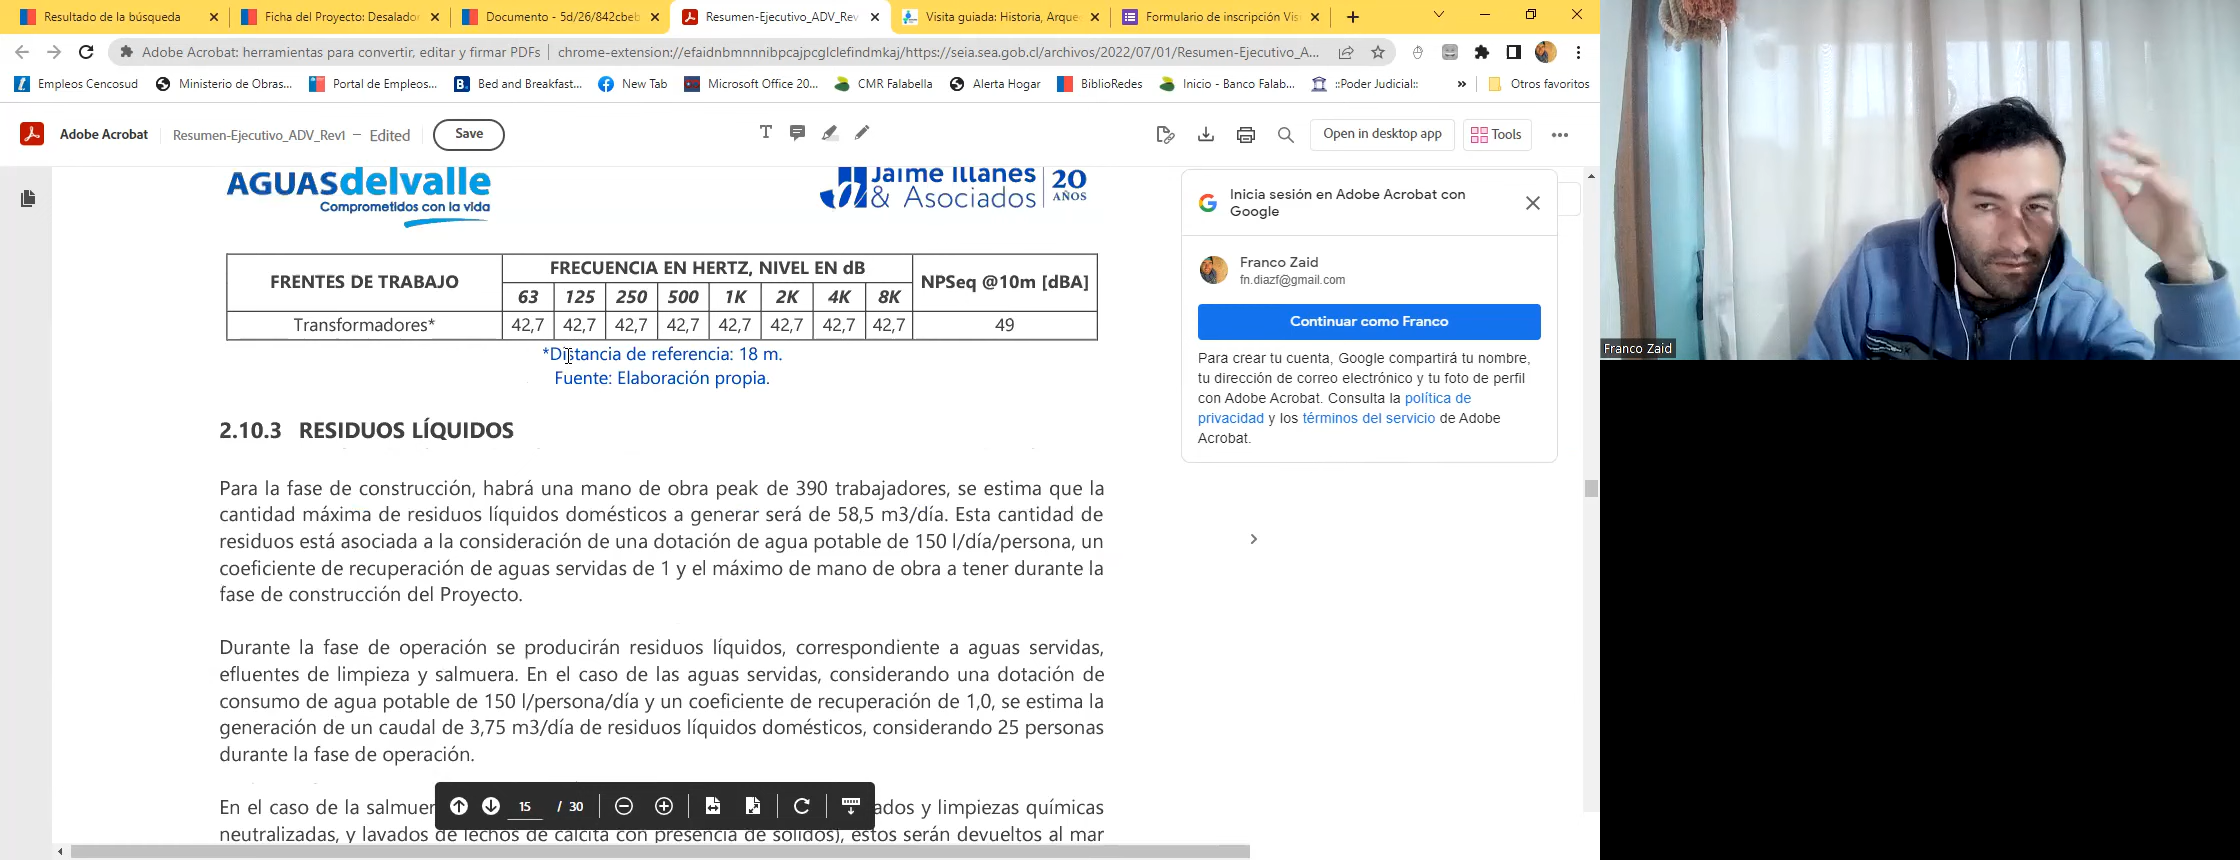 Resultado de la búsqueda
Ficha del Proyecto: Desalador
Documento - 5d/26/842cbeb
Resumen-Ejecutivo_ADV_Rev
Visita guiada: Historia, Arque
Formulario de inscripción Vis
Adobe Acrobat: herramientas para convertir, editar y firmar PDFs | chrome-extension://efaidnbmnnnibpcajpcglclefindmkaj/https://seia.sea.gob.cl/archivos/2022/07/01/Resumen-Ejecutivo_A...
Empleos Cencosud
Ministerio de Obras...
Portal de Empleos...
Bed and Breakfast...
New Tab
Microsoft Office 20...
CMR Falabella
Alerta Hogar
BiblioRedes
Inicio - Banco Falab...
::Poder Judicial::
»
Otros favoritos
Adobe Acrobat
Resumen-Ejecutivo_ADV_Rev1 — Edited
Save
Open in desktop app
Tools
AGUASdelvalle
Comprometidos con la vida
Jaime Illanes
& Asociados
20
AÑOS
FRENTES DE TRABAJO
FRECUENCIA EN HERTZ, NIVEL EN dB
NPSeq @10m [dBA]
63 125 250 500 1K 2K 4K 8K
Transformadores* 42,7 42,7 42,7 42,7 42,7 42,7 42,7 42,7 49
*Distancia de referencia: 18 m.
Fuente: Elaboración propia.
2.10.3 RESIDUOS LÍQUIDOS
Para la fase de construcción, habrá una mano de obra peak de 390 trabajadores, se estima que la
cantidad máxima de residuos líquidos domésticos a generar será de 58,5 m3/día. Esta cantidad de
residuos está asociada a la consideración de una dotación de agua potable de 150 l/día/persona, un
coeficiente de recuperación de aguas servidas de 1 y el máximo de mano de obra a tener durante la
fase de construcción del Proyecto.
Durante la fase de operación se producirán residuos líquidos, correspondiente a aguas servidas,
efluentes de limpieza y salmuera. En el caso de las aguas servidas, considerando una dotación de
consumo de agua potable de 150 l/persona/día y un coeficiente de recuperación de 1,0, se estima la
generación de un caudal de 3,75 m3/día de residuos líquidos domésticos, considerando 25 personas
durante la fase de operación.
En el caso de la salmuer
ados y limpiezas químicas
neutralizadas, y lavados de lechos de calcita con presencia de sólidos), estos serán devueltos al mar
15 / 30
Inicia sesión en Adobe Acrobat con
Google
Franco Zaid
fn.diazf@gmail.com
Continuar como Franco
Para crear tu cuenta, Google compartirá tu nombre,
tu dirección de correo electrónico y tu foto de perfil
con Adobe Acrobat. Consulta la política de
privacidad y los términos del servicio de Adobe
Acrobat.
Franco Zaid